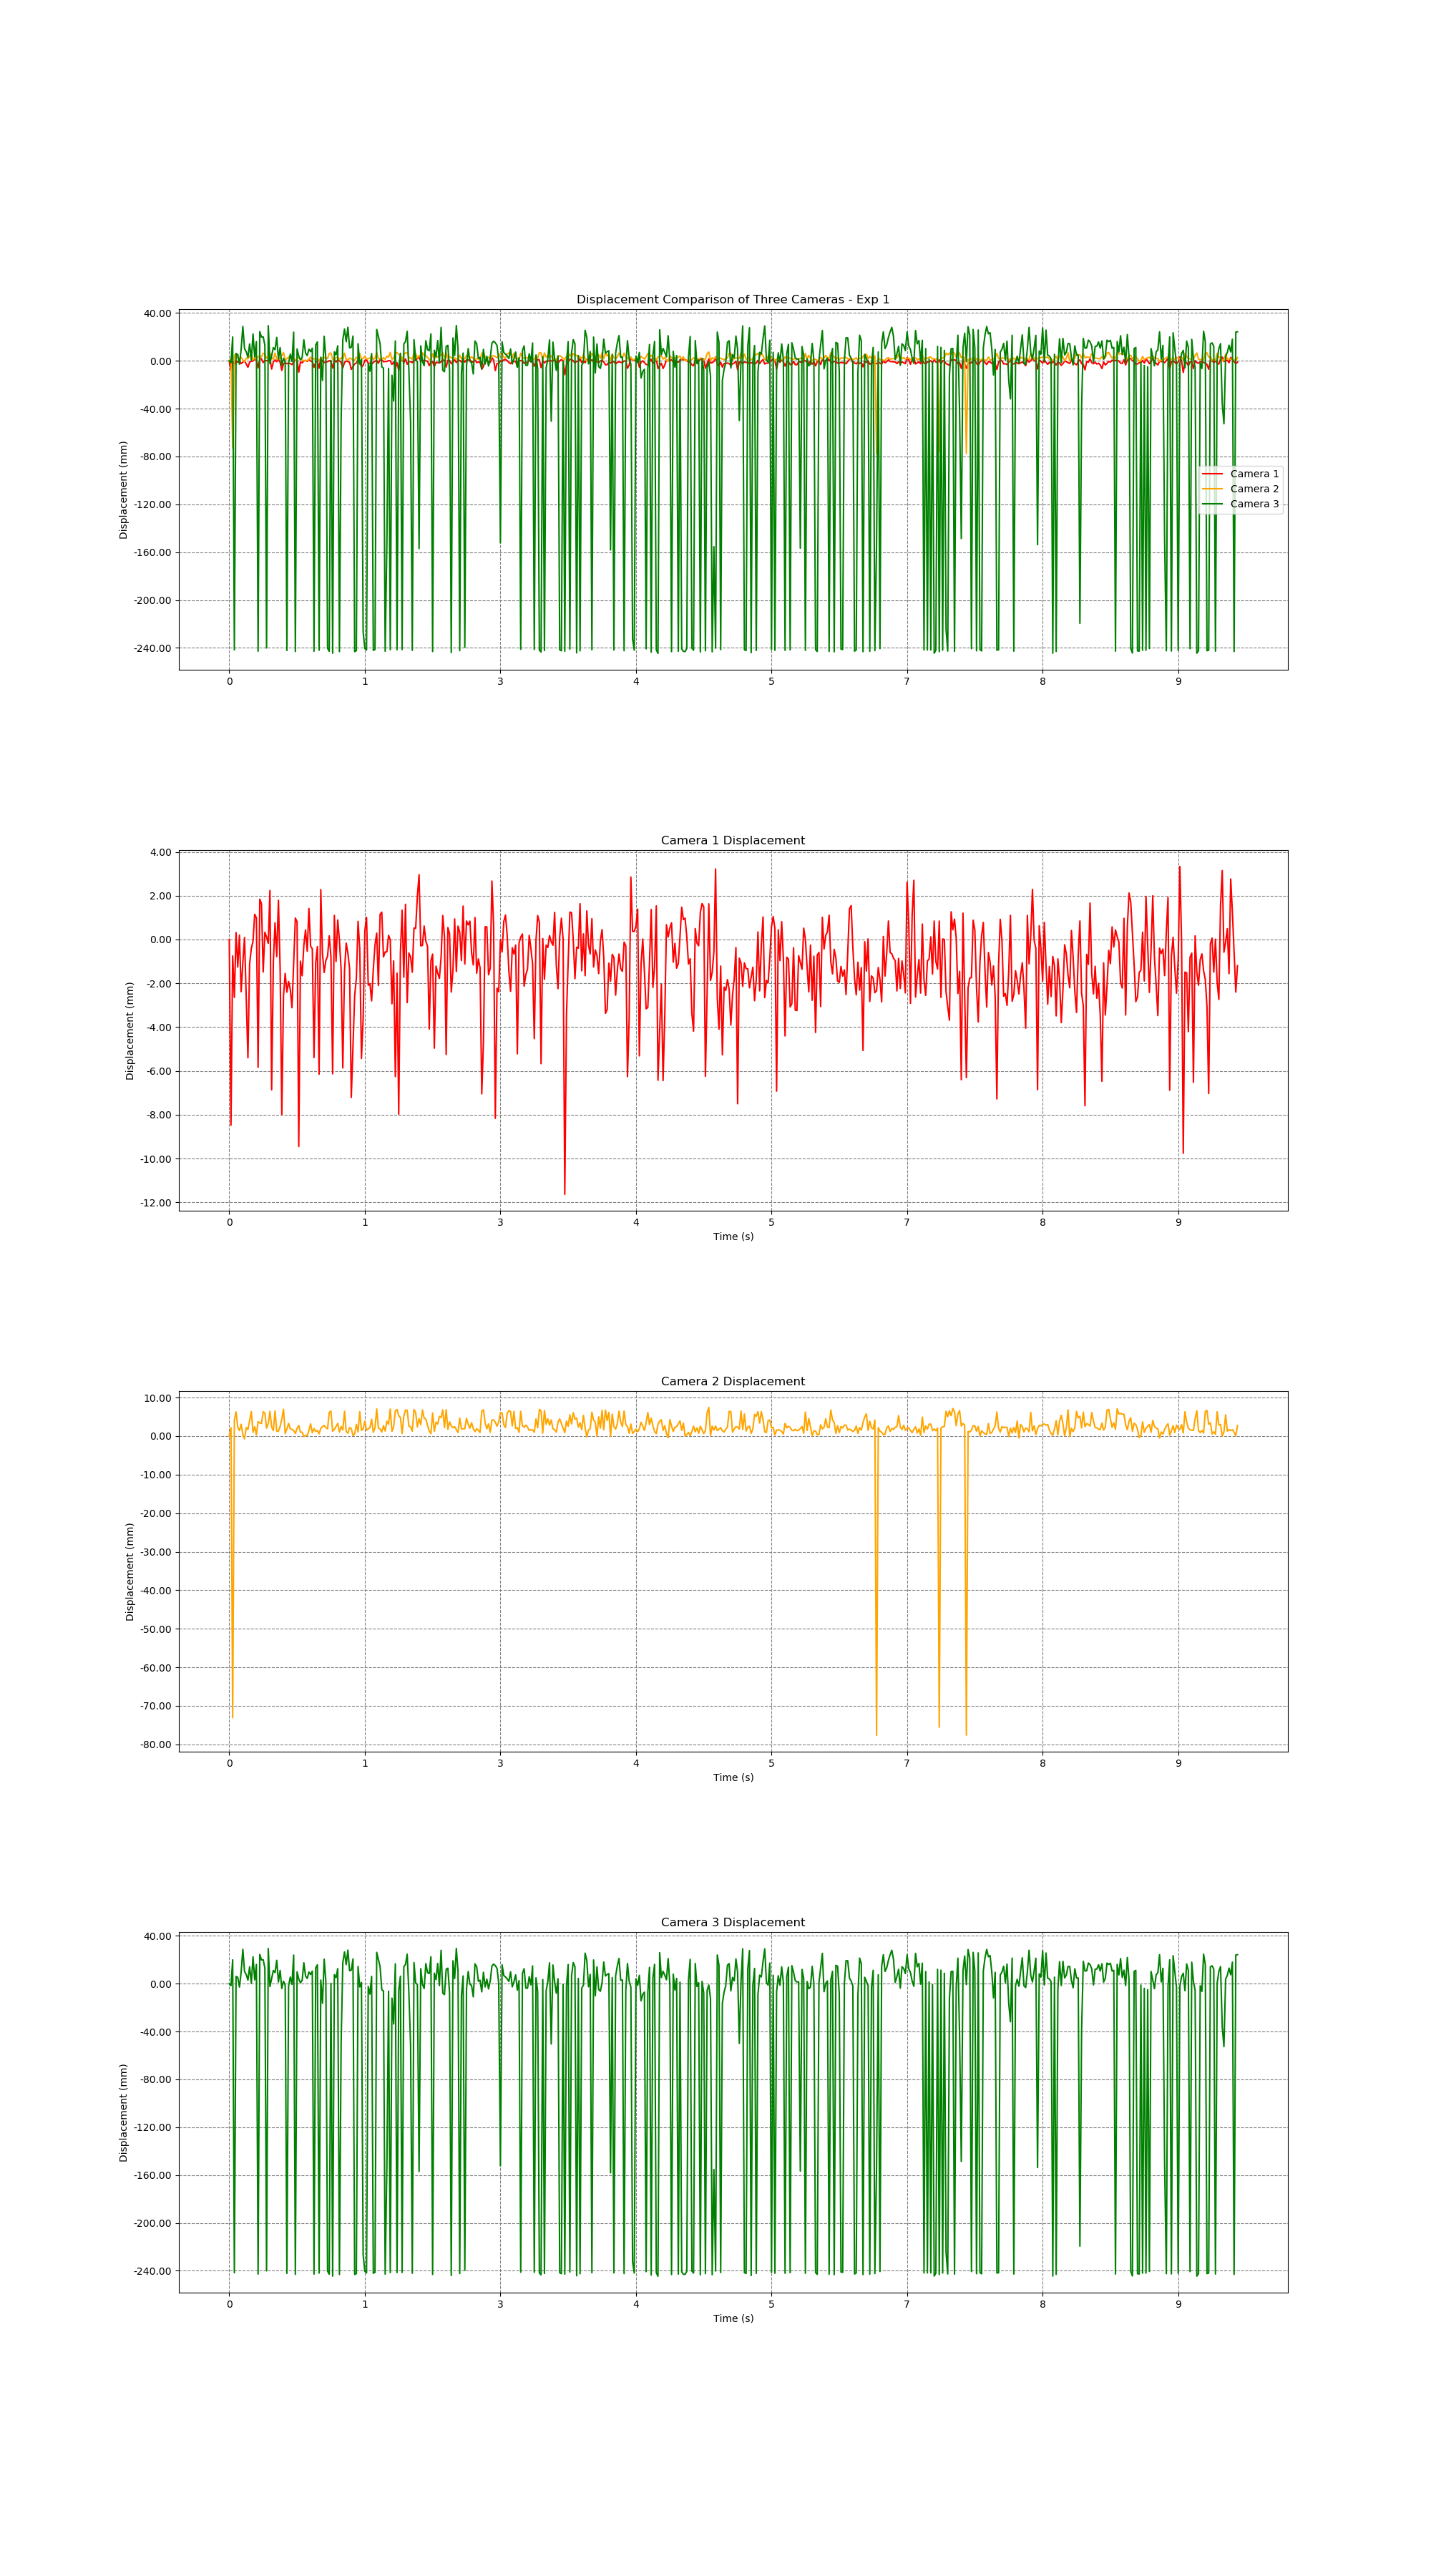 Displacement Comparison of Three Cameras - Exp 1
40.00
0.00
-40.00
-80.00
-120.00
-160.00
-200.00
-240.00
Displacement (mm)
Camera 1
Camera 2
Camera 3
0 1 3 4 5 7 8 9
Camera 1 Displacement
4.00
2.00
0.00
-2.00
-4.00
-6.00
-8.00
-10.00
-12.00
Displacement (mm)
0 1 3 4 5 7 8 9
Time (s)
Camera 2 Displacement
10.00
0.00
-10.00
-20.00
-30.00
-40.00
-50.00
-60.00
-70.00
-80.00
Displacement (mm)
0 1 3 4 5 7 8 9
Time (s)
Camera 3 Displacement
40.00
0.00
-40.00
-80.00
-120.00
-160.00
-200.00
-240.00
Displacement (mm)
0 1 3 4 5 7 8 9
Time (s)